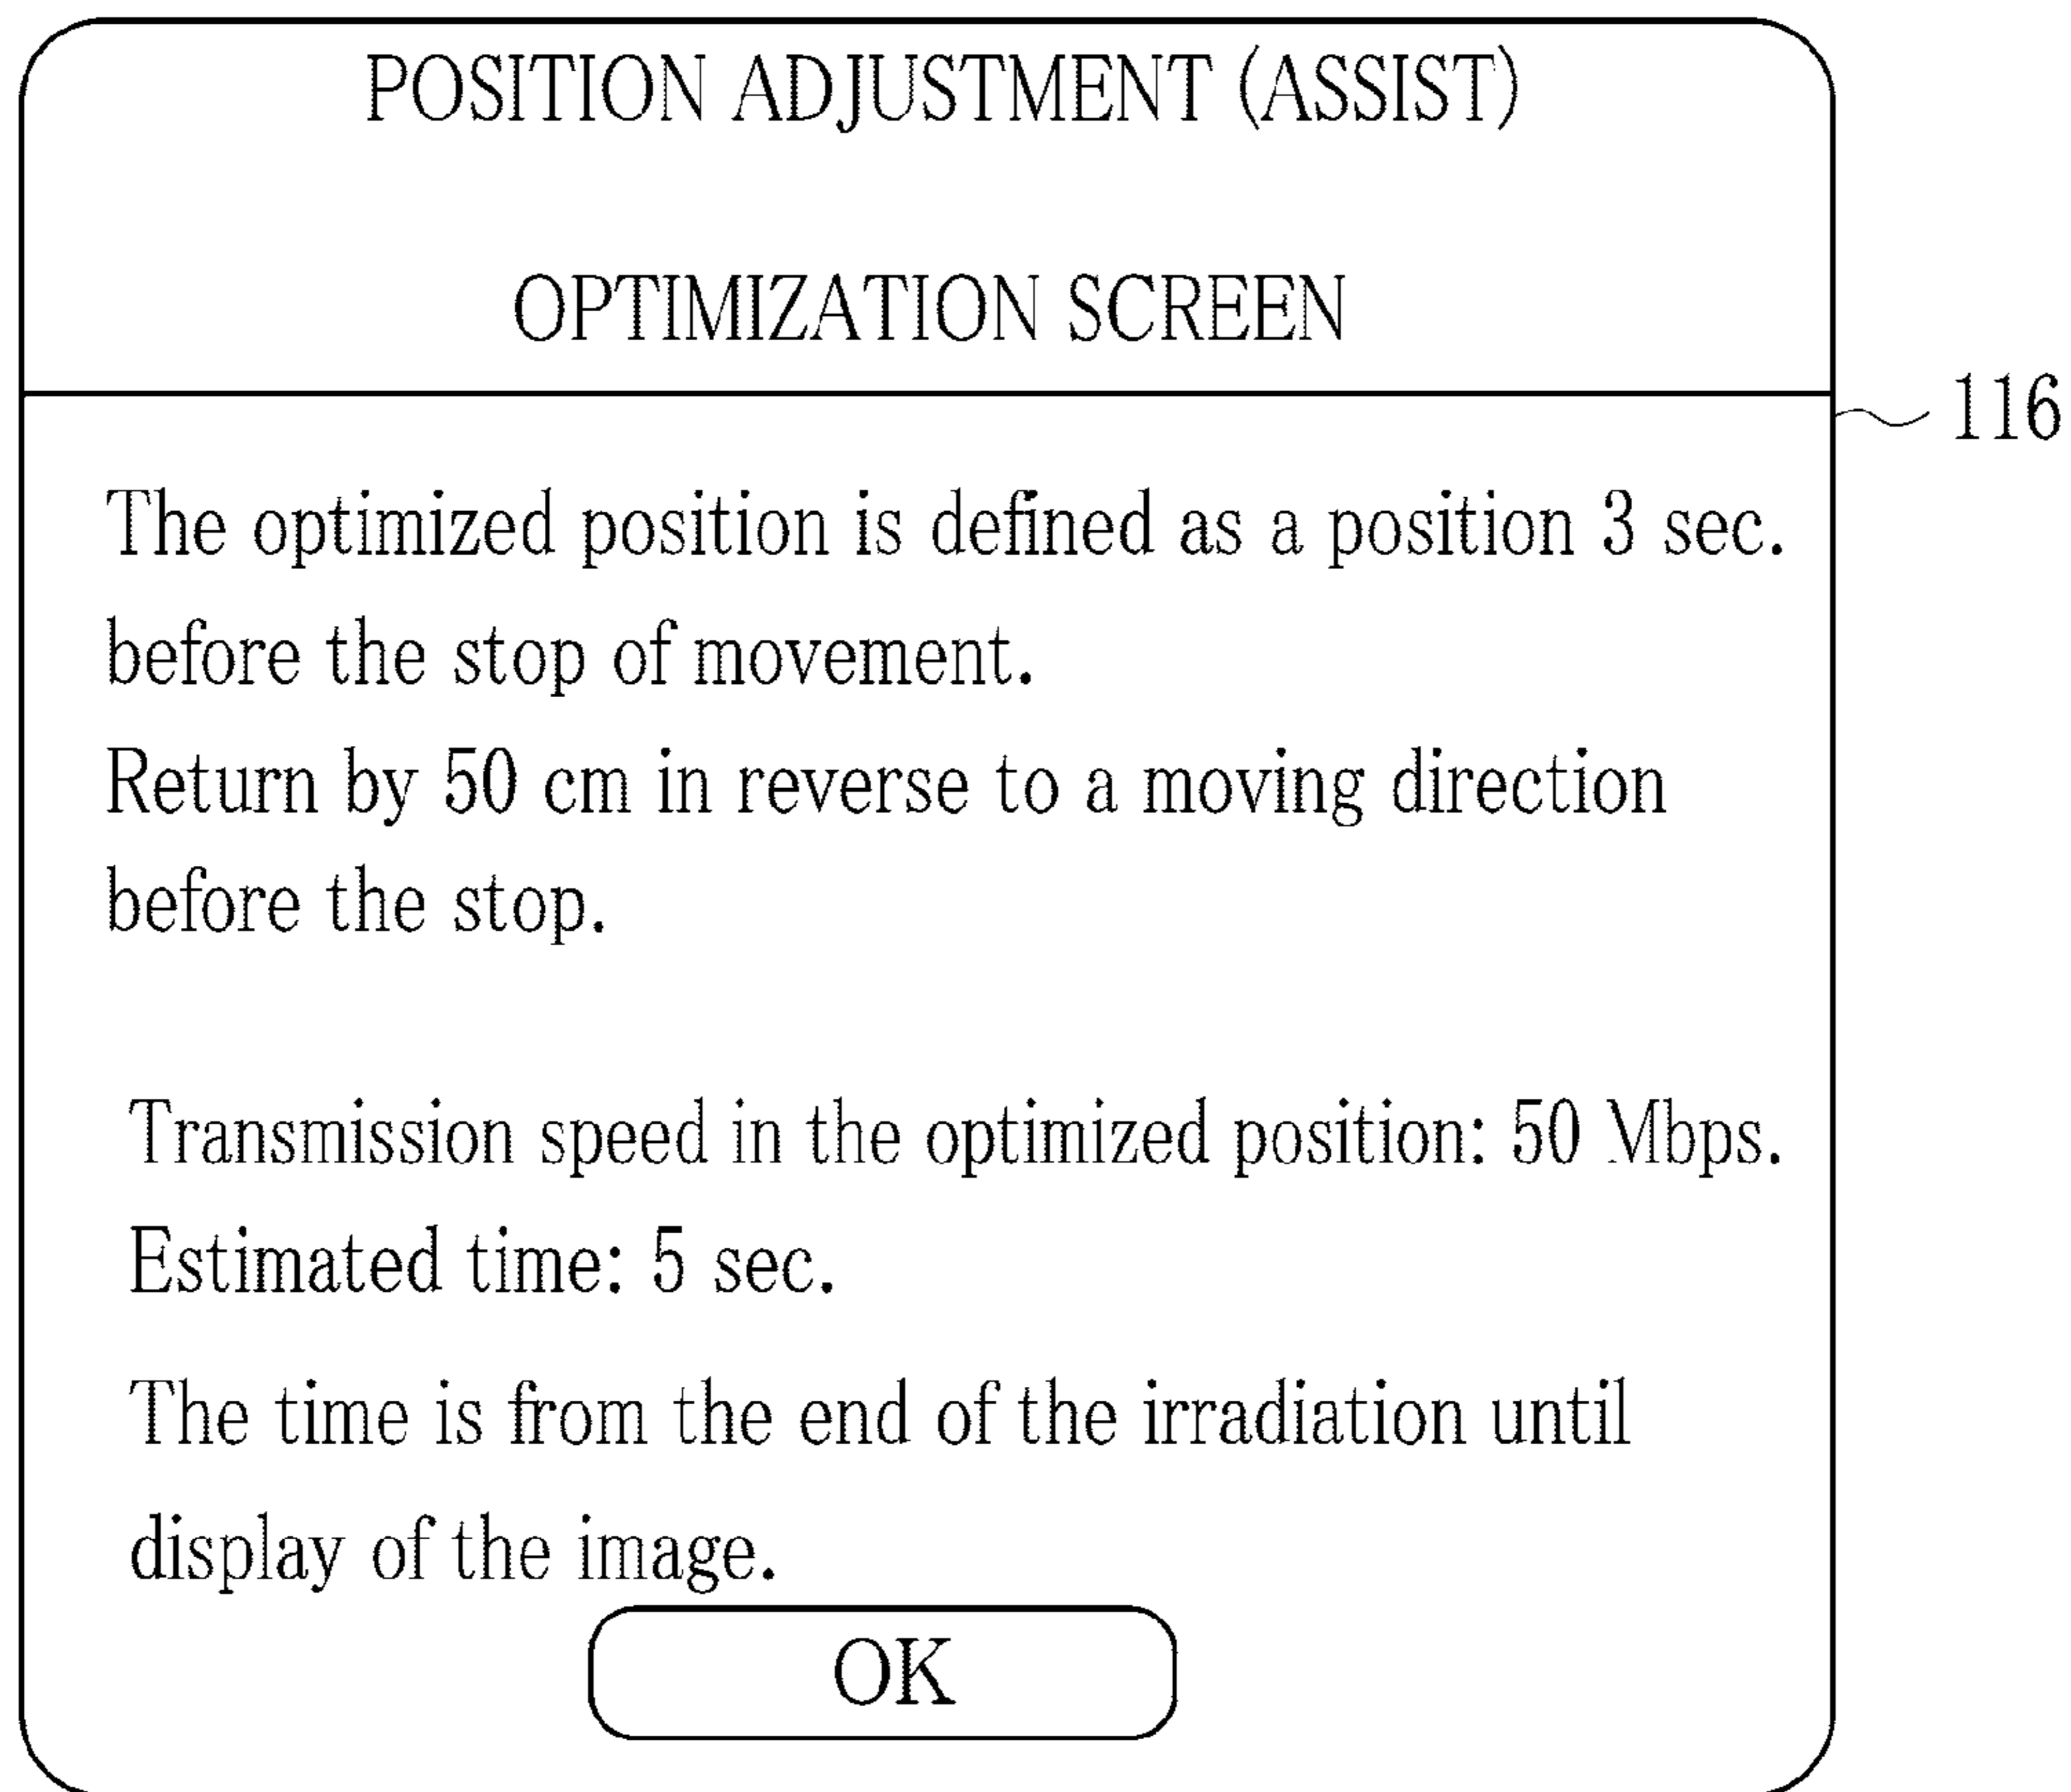 POSITION ADJUSTMENT (ASSIST)
OPTIMIZATION SCREEN
116
The optimized position is defined as a position 3 sec.
before the stop of movement.
Return by 50 cm in reverse to a moving direction
before the stop.
Transmission speed in the optimized position: 50 Mbps.
Estimated time: 5 sec.
The time is from the end of the irradiation until
display of the image.
OK